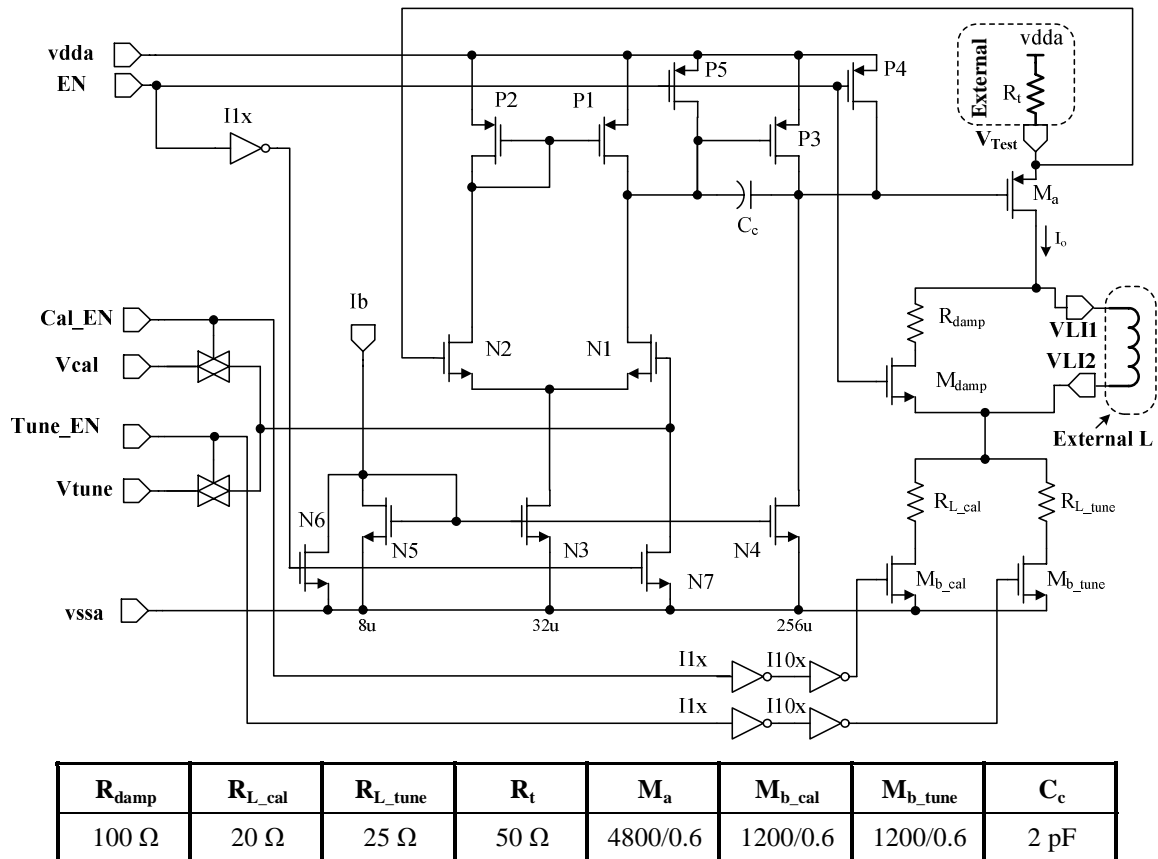 vdda
EN
I1x
P2
P1
P5
P3
P4
External
vdda
Rt
VTest
Ma
Io
Cc
Cal_EN
Vcal
Tune_EN
Vtune
Ib
N2
N1
Rdamp
Mdamp
VLI1
VLI2
External L
RL_cal
RL_tune
N6
N5
N3
N7
N4
Mb_cal
Mb_tune
vssa
8u
32u
256u
I1x
I10x
I1x
I10x
Rdamp RL_cal RL_tune Rt Ma Mb_cal Mb_tune Cc
100 Ω 20 Ω 25 Ω 50 Ω 4800/0.6 1200/0.6 1200/0.6 2 pF